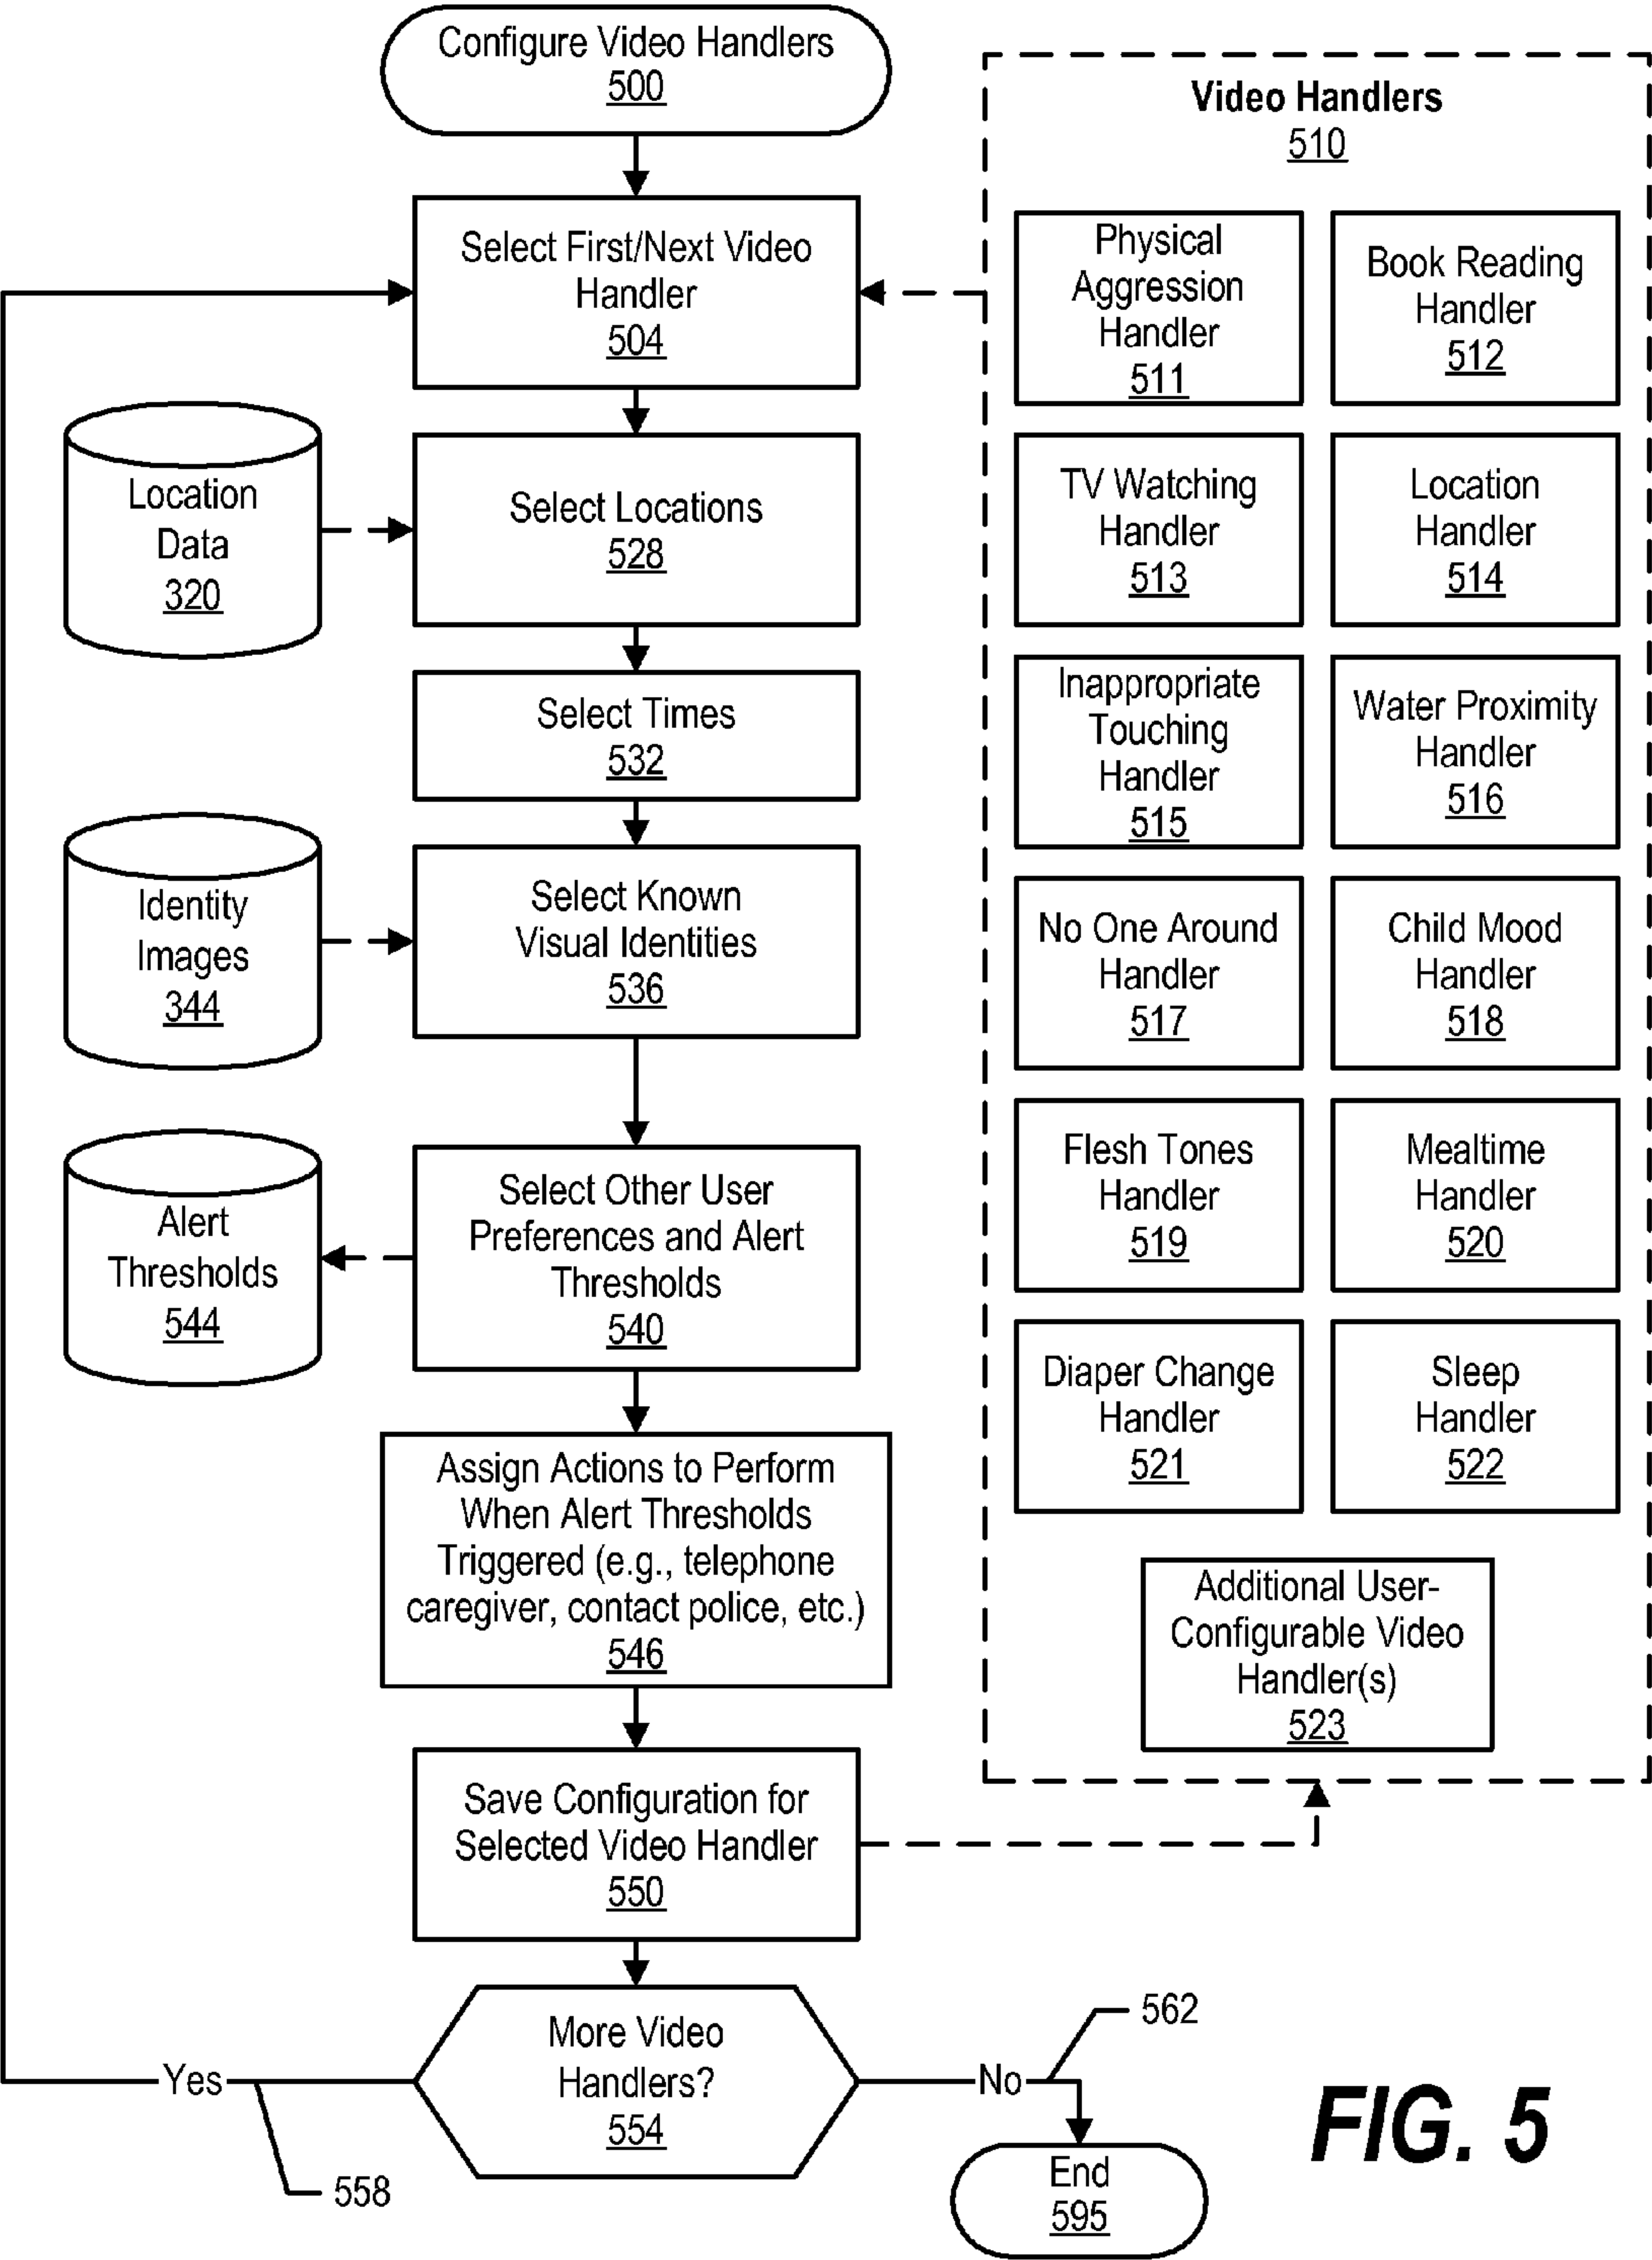 Configure Video Handlers
500
Select First/Next Video
Handler
504
Location
Data
320
Select Locations
528
Select Times
532
Identity
Images
344
Select Known
Visual Identities
536
Alert
Thresholds
544
Select Other User
Preferences and Alert
Thresholds
540
Assign Actions to Perform
When Alert Thresholds
Triggered (e.g., telephone
caregiver, contact police, etc.)
546
Save Configuration for
Selected Video Handler
550
More Video
Handlers?
554
Yes
558
No
562
End
595
Video Handlers
510
Physical
Aggression
Handler
511
Book Reading
Handler
512
TV Watching
Handler
513
Location
Handler
514
Inappropriate
Touching
Handler
515
Water Proximity
Handler
516
No One Around
Handler
517
Child Mood
Handler
518
Flesh Tones
Handler
519
Mealtime
Handler
520
Diaper Change
Handler
521
Sleep
Handler
522
Additional User-
Configurable Video
Handler(s)
523
FIG. 5